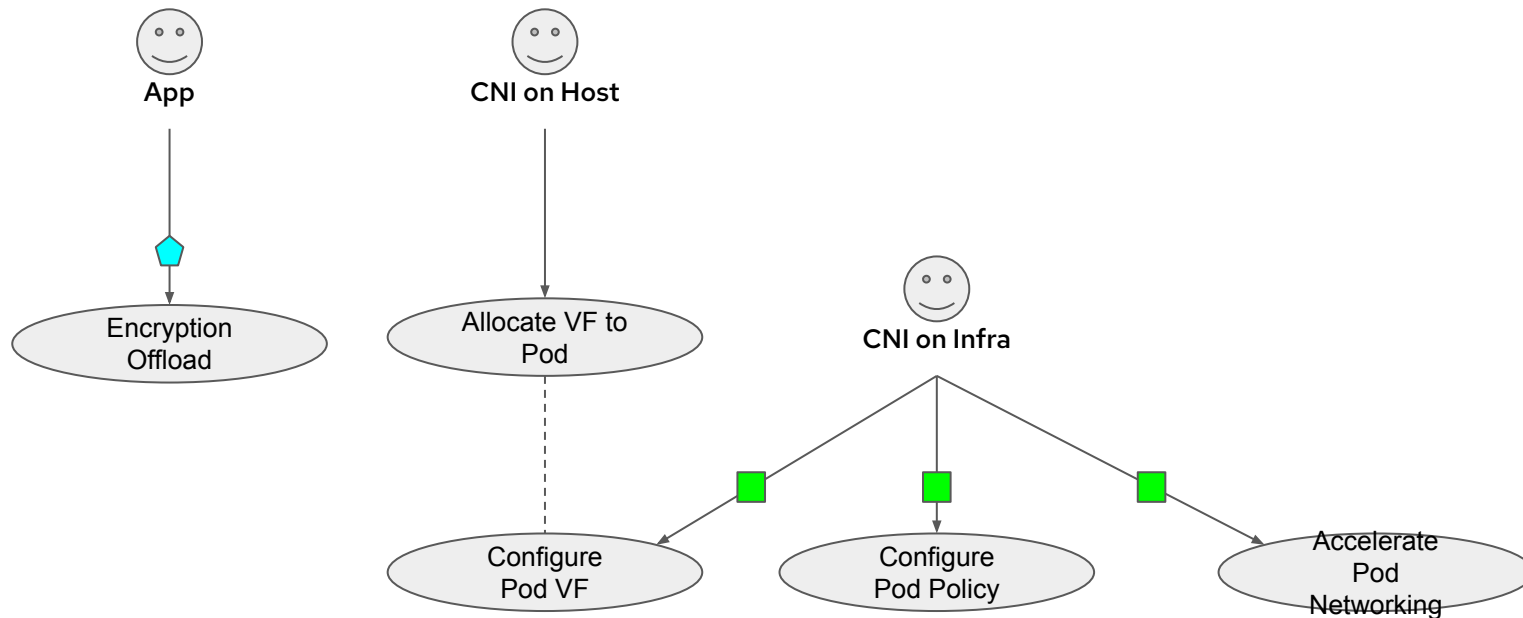 App
CNI on Host
Encryption
Offload
Allocate VF to
Pod
CNI on Infra
Configure
Pod VF
Configure
Pod Policy
Accelerate
Pod
Networking